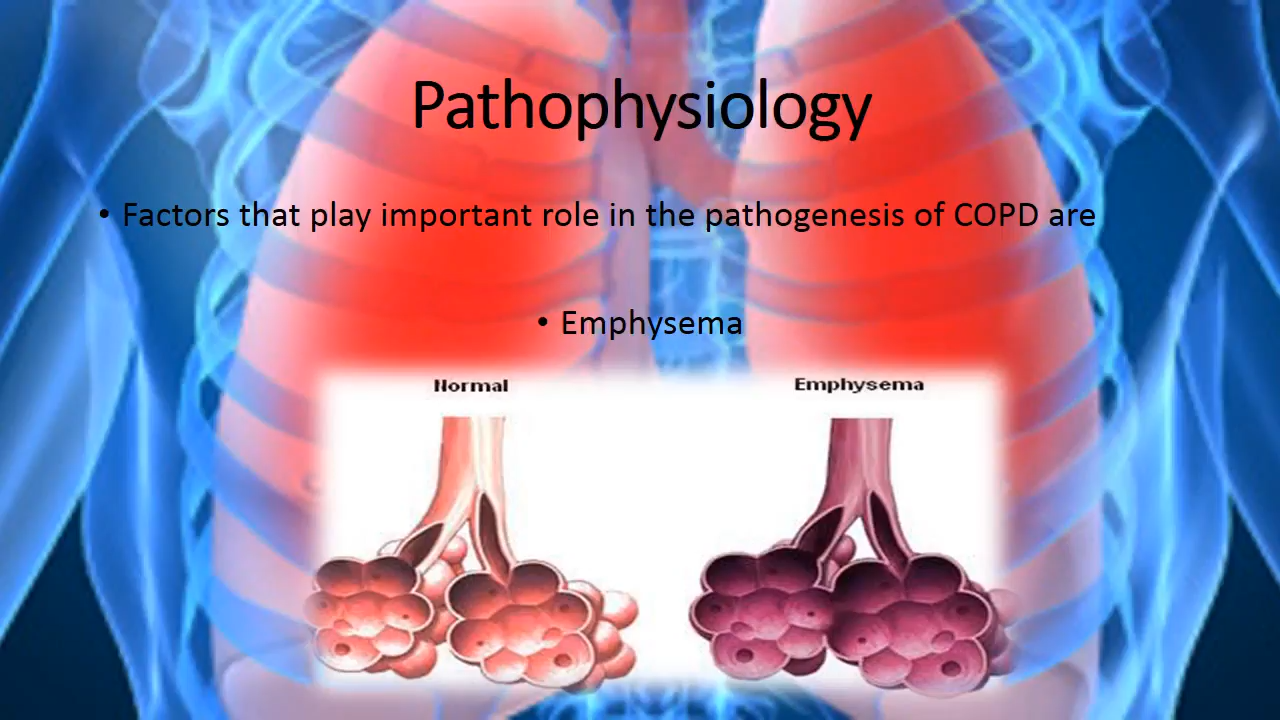 Pathophysiology
• Factors that play important role in the pathogenesis of COPD are
• Emphysema
Normal
Emphysema